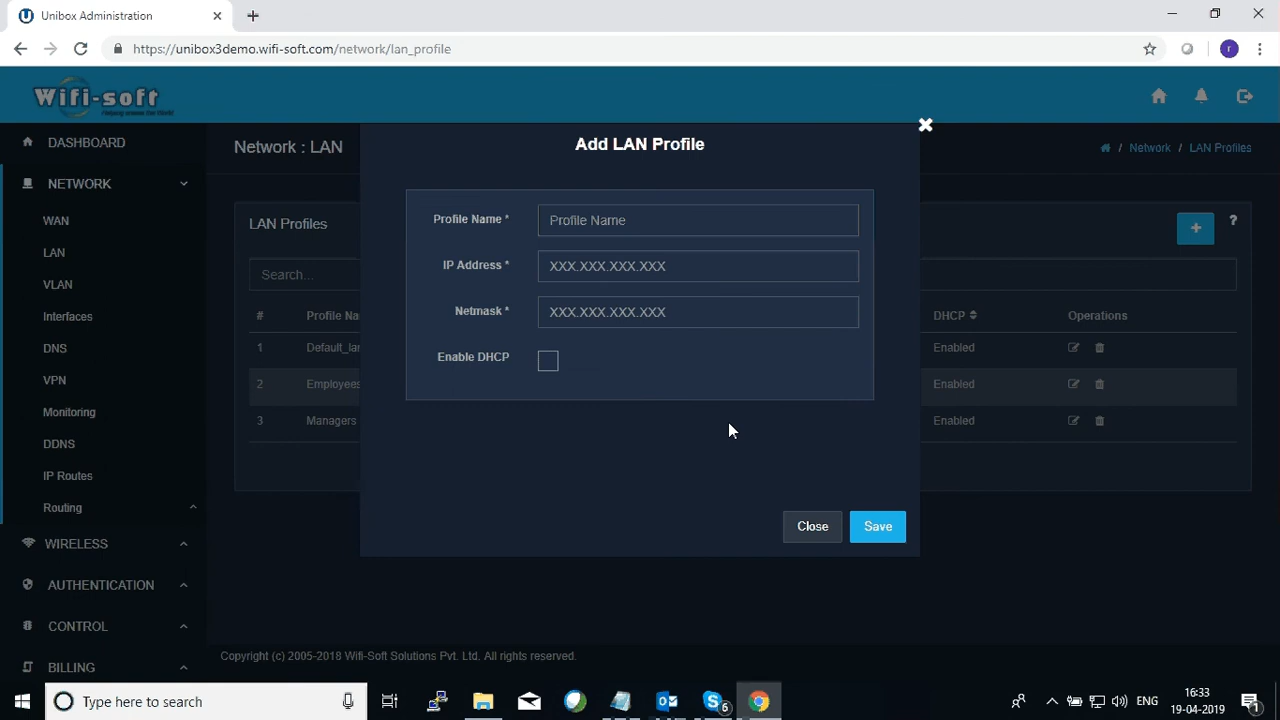 Unibox Administration
https://unibox3demo.wifi-soft.com/network/lan_profile
r
Wifi-soft
DASHBOARD
NETWORK
WAN
LAN
VLAN
Interfaces
DNS
VPN
Monitoring
DDNS
IP Routes
Routing
WIRELESS
AUTHENTICATION
CONTROL
BILLING
Network : LAN
/ Network / LAN Profiles
LAN Profiles
+
?
Search...
# Profile Na DHCP Operations
1 Default_lan Enabled
2 Employees Enabled
3 Managers Enabled
Add LAN Profile
Profile Name * Profile Name
IP Address * XXX.XXX.XXX.XXX
Netmask * XXX.XXX.XXX.XXX
Enable DHCP
Close Save
Copyright (c) 2005-2018 Wifi-Soft Solutions Pvt. Ltd. All rights reserved.
Type here to search
6
ENG
16:33
19-04-2019
1